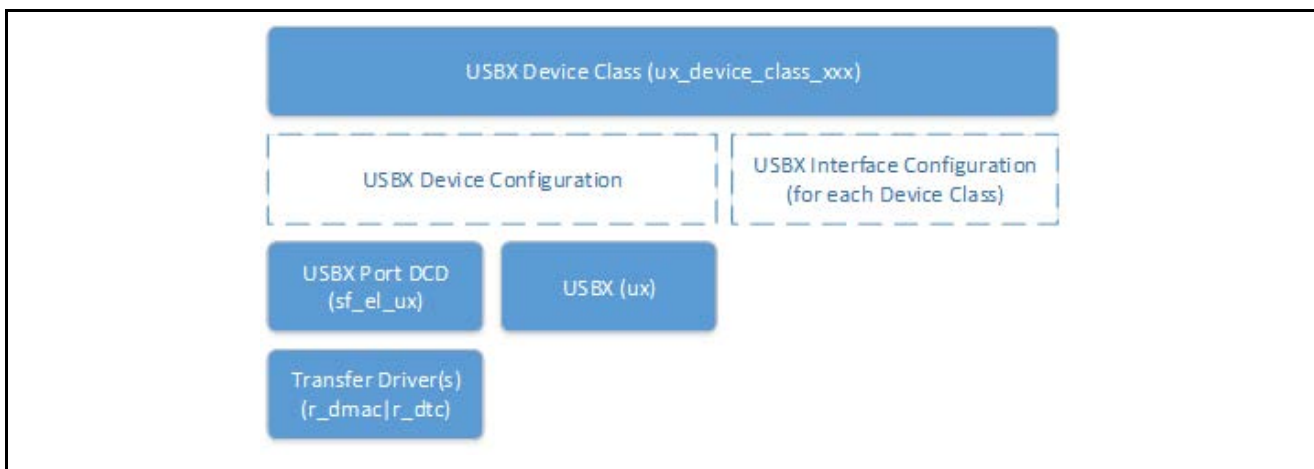 USBX Device Class (ux_device_class_xxx)
USBX Device Configuration
USBX Interface Configuration
(for each Device Class)
USBX Port DCD
(sf_el_ux)
USBX (ux)
Transfer Driver(s)
(r_dmac|r_dtc)